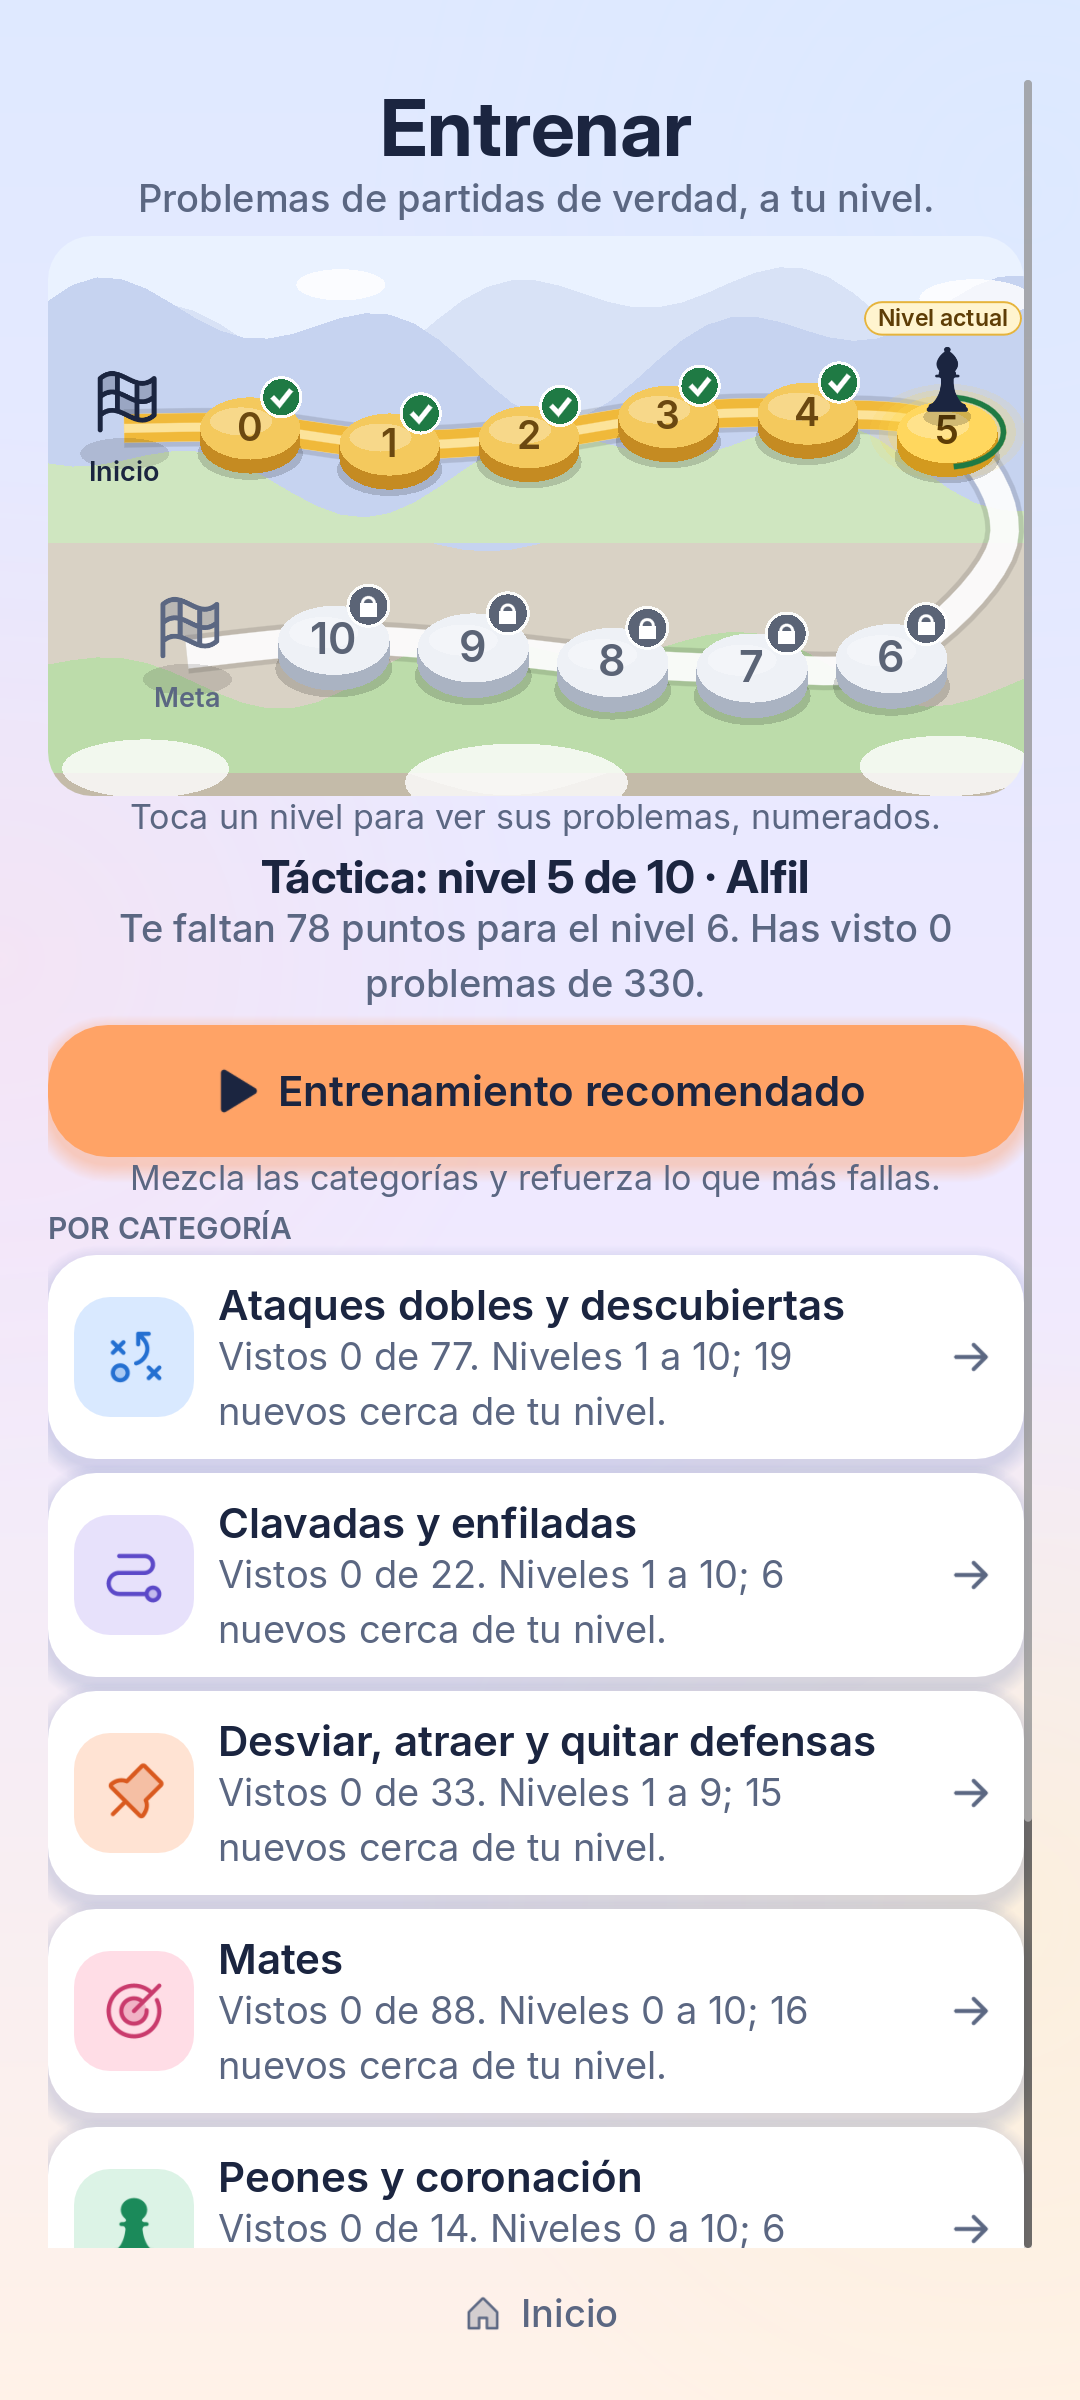 Entrenar
Problemas de partidas de verdad, a tu nivel.
Nivel actual
0
1
2
3
4
5
Inicio
10
9
8
7
6
Meta
Toca un nivel para ver sus problemas, numerados.
Táctica: nivel 5 de 10 · Alfil
Te faltan 78 puntos para el nivel 6. Has visto 0
problemas de 330.
Entrenamiento recomendado
Mezcla las categorías y refuerza lo que más fallas.
POR CATEGORÍA
Ataques dobles y descubiertas
Vistos 0 de 77. Niveles 1 a 10; 19
nuevos cerca de tu nivel.
Clavadas y enfiladas
Vistos 0 de 22. Niveles 1 a 10; 6
nuevos cerca de tu nivel.
Desviar, atraer y quitar defensas
Vistos 0 de 33. Niveles 1 a 9; 15
nuevos cerca de tu nivel.
Mates
Vistos 0 de 88. Niveles 0 a 10; 16
nuevos cerca de tu nivel.
Peones y coronación
Vistos 0 de 14. Niveles 0 a 10; 6
Inicio